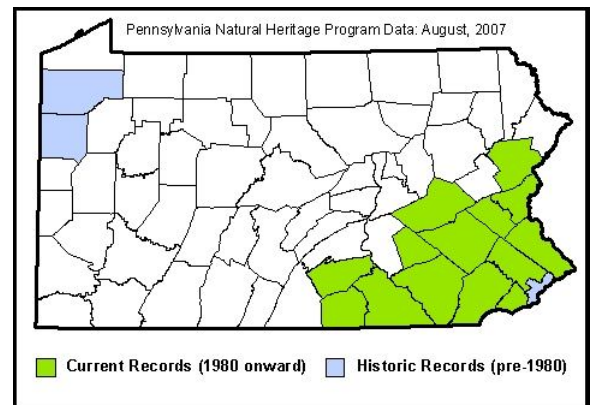 Pennsylvania Natural Heritage Program Data: August, 2007
Current Records (1980 onward) Historic Records (pre-1980)